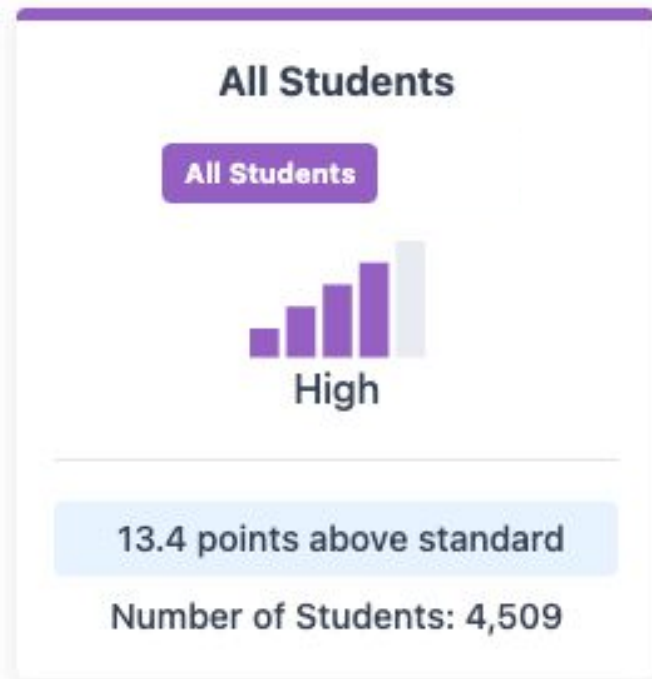 All Students
All Students
High
13.4 points above standard
Number of Students: 4,509